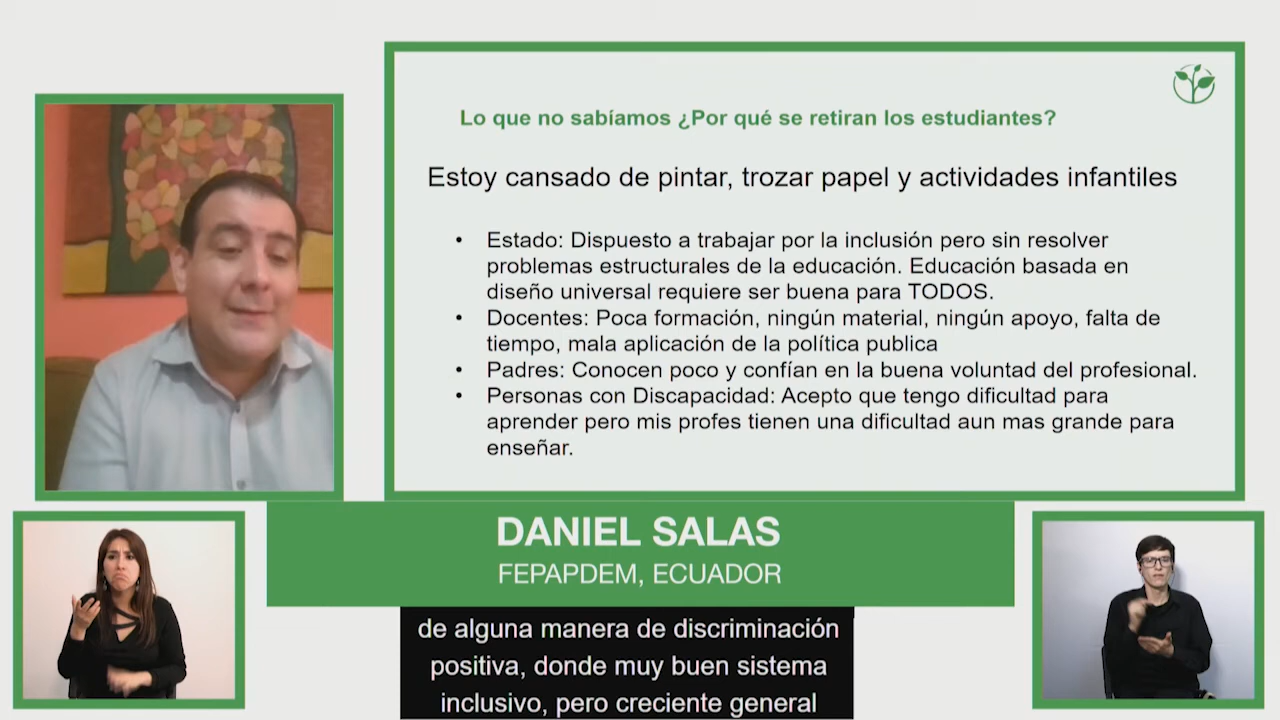 Lo que no sabíamos ¿Por qué se retiran los estudiantes?
Estoy cansado de pintar, trozar papel y actividades infantiles
• Estado: Dispuesto a trabajar por la inclusión pero sin resolver
problemas estructurales de la educación. Educación basada en
diseño universal requiere ser buena para TODOS.
• Docentes: Poca formación, ningún material, ningún apoyo, falta de
tiempo, mala aplicación de la política publica
• Padres: Conocen poco y confían en la buena voluntad del profesional.
• Personas con Discapacidad: Acepto que tengo dificultad para
aprender pero mis profes tienen una dificultad aun mas grande para
enseñar.
DANIEL SALAS
FEPAPDEM, ECUADOR
de alguna manera de discriminación
positiva, donde muy buen sistema
inclusivo, pero creciente general